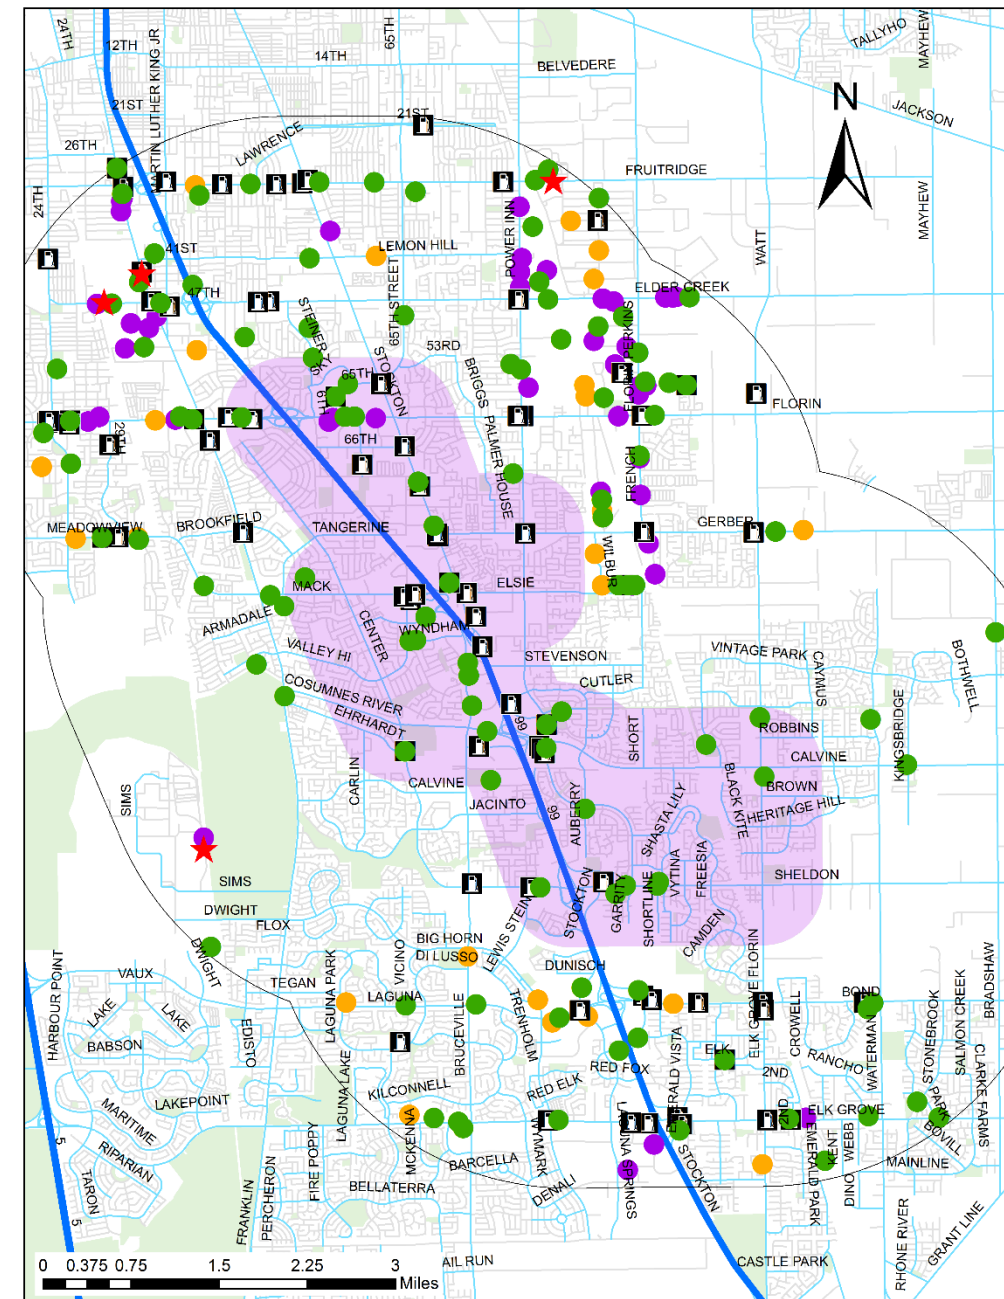 24TH
12TH
MARTIN LUTHER KING JR
65TH
14TH
BELVEDERE
TALLYHO
MAYHEW
N
21ST
21ST
JACKSON
26TH
LAWRENCE
FRUITRIDGE
24TH
MAYHEW
41ST
LEMON HILL
POWER INN
WATT
47TH
65TH STREET
ELDER CREEK
STEINER
STOCKTON
53RD
FLORIN PERKINS
65TH
BRIGGS
6TH
FLORIN
29TH
66TH
PALMER HOUSE
FRENCH
MEADOWVIEW
BROOKFIELD
TANGERINE
GERBER
WILBUR
MACK
ELSIE
ARMADALE
CENTER
WYNDHAM
VALLEY HI
STEVENSON
VINTAGE PARK
CAYMUS
BOTHWELL
COSUMNES RIVER
CUTLER
EHRHARDT
99
SHORT
ROBBINS
KINGSBRIDGE
CALVINE
SIMS
CARLIN
CALVINE
BLACK KITE
BROWN
JACINTO
99
AUBERRY
SHASTA LILY
HERITAGE HILL
SIMS
STOCKTON
GARRITY
SHORTLINE
VYTINA
FREESIA
SHELDON
DWIGHT
FLOX
LEWIS STEIN
CAMDEN
BIG HORN
DI LUSSO
HARBOUR POINT
DWIGHT
VICINO
DUNISCH
ELK GROVE FLORIN
BRADSHAW
VAUX
TEGAN
LAGUNA PARK
LAGUNA
BRUCEVILLE
TRENHOLM
BOND
LAKE
LAKE
EDISTO
CROWELL
WATERMAN
STONEBROOK
SALMON CREEK
BABSON
ELK
RANCHO
RED FOX
EMERALD VISTA
2ND
CLARKE FARMS
LAKEPOINT
LAGUNA LAKE
KILCONNELL
RED ELK
MARITIME
MCKENNA
WYMARK
LAGUNA SPRINGS
2ND
ELK GROVE
PARK
5
RIPARIAN
FIRE POPPY
BARCELLA
EMERALD PARK
KENT
WEBB
BOVILL
MAINLINE
TARON
FRANKLIN
PERCHERON
BELLATERRA
DENALI
STOCKTON
DINO
RHONE RIVER
GRANT LINE
5
AIL RUN
CASTLE PARK
0 0.375 0.75 1.5 2.25 3
Miles